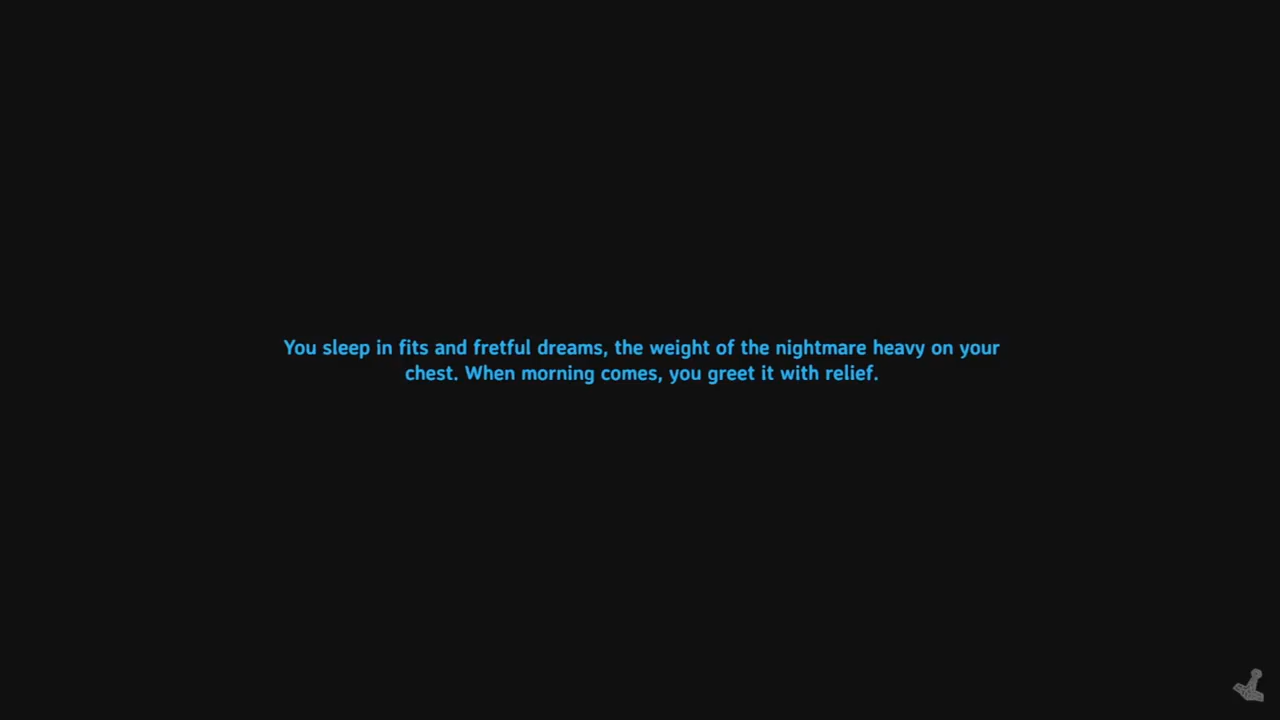 You sleep in fits and fretful dreams, the weight of the nightmare heavy on your
chest. When morning comes, you greet it with relief.